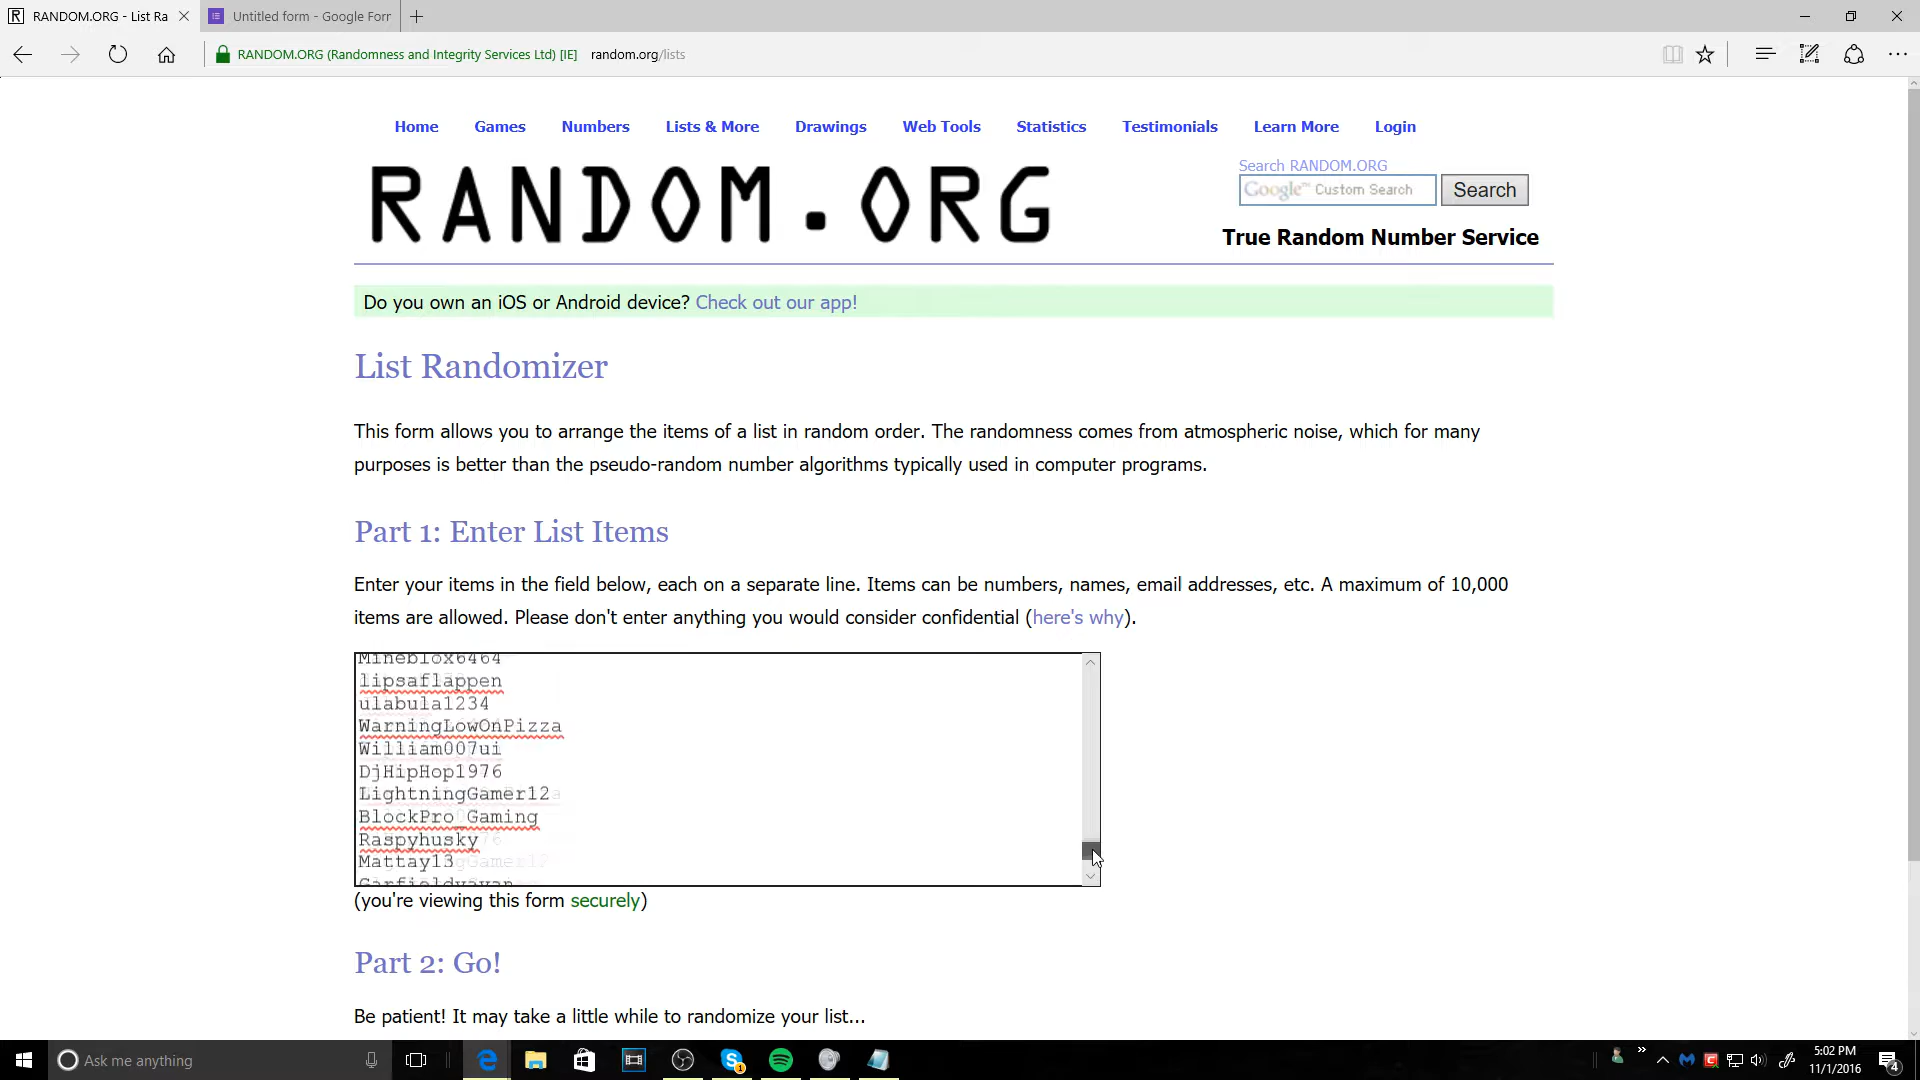 RANDOM.ORG - List Ra
Untitled form - Google Forr
RANDOM.ORG (Randomness and Integrity Services Ltd) [IE] random.org/lists
Home Games Numbers Lists & More Drawings Web Tools Statistics Testimonials Learn More Login
RANDOM.ORG
Search RANDOM.ORG
Google™ Custom Search Search
True Random Number Service
Do you own an iOS or Android device? Check out our app!
List Randomizer
This form allows you to arrange the items of a list in random order. The randomness comes from atmospheric noise, which for many
purposes is better than the pseudo-random number algorithms typically used in computer programs.
Part 1: Enter List Items
Enter your items in the field below, each on a separate line. Items can be numbers, names, email addresses, etc. A maximum of 10,000
items are allowed. Please don't enter anything you would consider confidential (here's why).
Mineblox6464
lipsaflappen
ulabula1234
WarningLowOnPizza
William007ui
DjHipHop1976
LightningGamer12
BlockPro_Gaming
Raspyhusky
Mattay13
(you're viewing this form securely)
Part 2: Go!
Be patient! It may take a little while to randomize your list...
Ask me anything
5:02 PM
11/1/2016